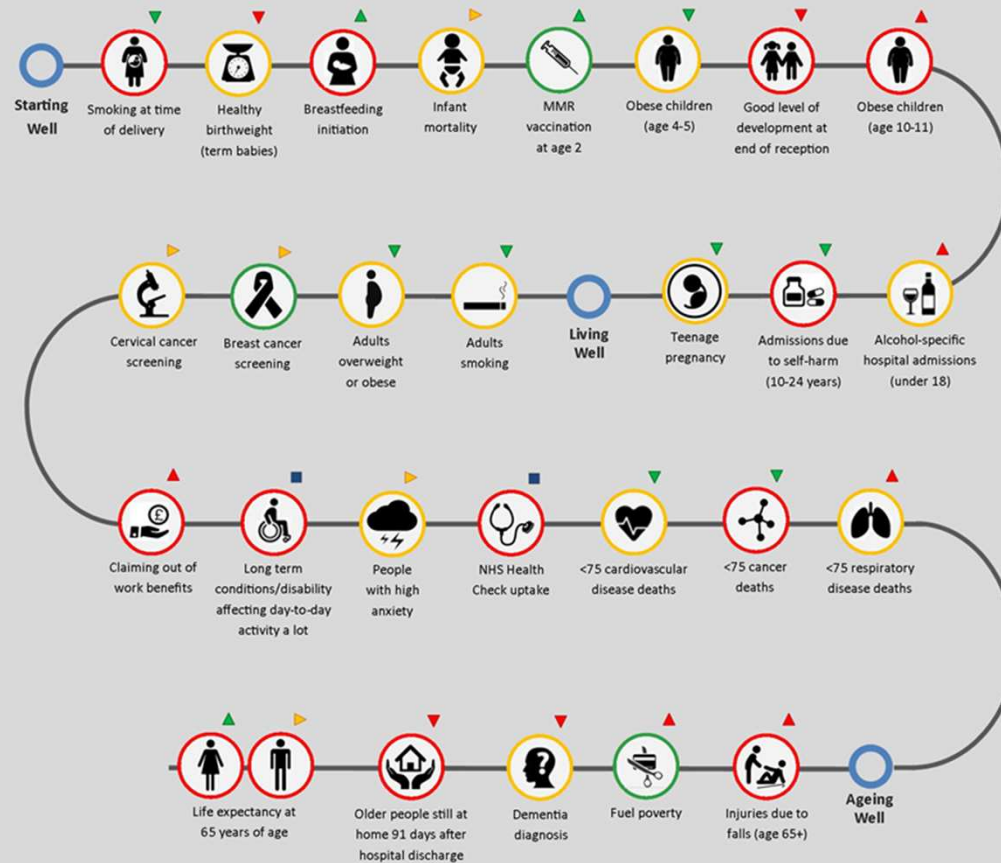 Starting
Well
Smoking at time
of delivery
Healthy
birthweight
(term babies)
Breastfeeding
initiation
Infant
mortality
MMR
vaccination
at age 2
Obese children
(age 4-5)
Good level of
development at
end of reception
Obese children
(age 10-11)
Cervical cancer
screening
Breast cancer
screening
Adults
overweight
or obese
Adults
smoking
Living
Well
Teenage
pregnancy
Admissions due
to self-harm
(10-24 years)
Alcohol-specific
hospital admissions
(under 18)
£
Claiming out of
work benefits
Long term
conditions/disability
affecting day-to-day
activity a lot
People
with high
anxiety
NHS Health
Check uptake
<75 cardiovascular
disease deaths
<75 cancer
deaths
<75 respiratory
disease deaths
Life expectancy at
65 years of age
Older people still at
home 91 days after
hospital discharge
?
Dementia
diagnosis
Fuel poverty
Injuries due to
falls (age 65+)
Ageing
Well